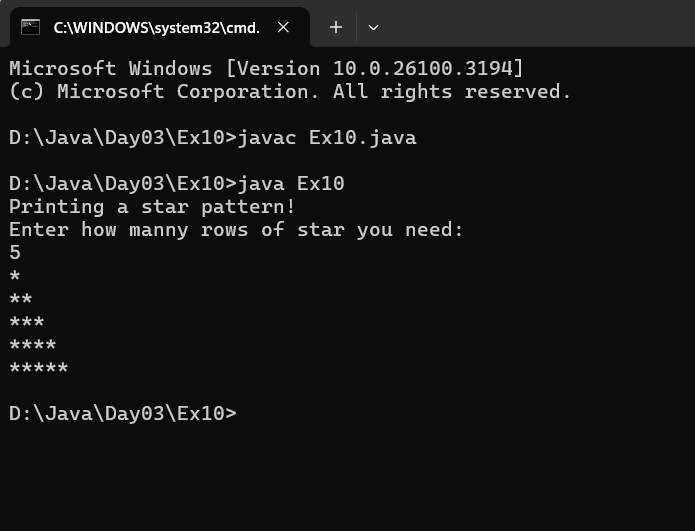 C:\WINDOWS\system32\cmd.
Microsoft Windows [Version 10.0.26100.3194]
(c) Microsoft Corporation. All rights reserved.
D:\Java\Day03\Ex10>javac Ex10.java
D:\Java\Day03\Ex10>java Ex10
Printing a star pattern!
Enter how manny rows of star you need:
5
*
**
***
****
*****
D:\Java\Day03\Ex10>